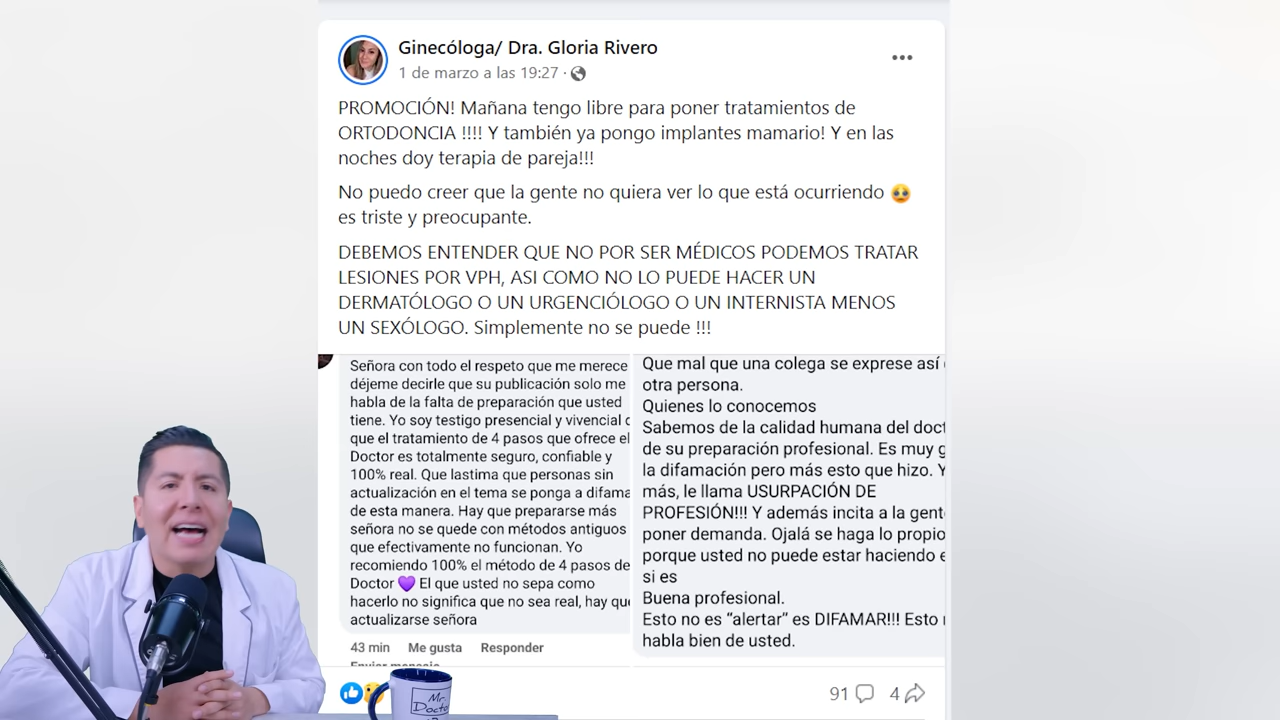 Ginecóloga/ Dra. Gloria Rivero
1 de marzo a las 19:27 ·
PROMOCIÓN! Mañana tengo libre para poner tratamientos de
ORTODONCIA !!!! Y también ya pongo implantes mamario! Y en las
noches doy terapia de pareja!!!
No puedo creer que la gente no quiera ver lo que está ocurriendo 🥹
es triste y preocupante.
DEBEMOS ENTENDER QUE NO POR SER MÉDICOS PODEMOS TRATAR
LESIONES POR VPH, ASI COMO NO LO PUEDE HACER UN
DERMATÓLOGO O UN URGENCIÓLOGO O UN INTERNISTA MENOS
UN SEXÓLOGO. Simplemente no se puede !!!
Señora con todo el respeto que me merece
déjeme decirle que su publicación solo me
habla de la falta de preparación que usted
tiene. Yo soy testigo presencial y vivencial
que el tratamiento de 4 pasos que ofrece el
Doctor es totalmente seguro, confiable y
100% real. Que lastima que personas sin
actualización en el tema se ponga a difama
de esta manera. Hay que prepararse más
señora no se quede con métodos antiguos
que efectivamente no funcionan. Yo
recomiendo 100% el método de 4 pasos de
Doctor 💜 El que usted no sepa como
hacerlo no significa que no sea real, hay que
actualizarse señora
43 min Me gusta Responder
Enviar mensaje
Que mal que una colega se exprese así
otra persona.
Quienes lo conocemos
Sabemos de la calidad humana del doct
de su preparación profesional. Es muy g
la difamación pero más esto que hizo. Y
más, le llama USURPACIÓN DE
PROFESIÓN!!! Y además incita a la gent
poner demanda. Ojalá se haga lo propio
porque usted no puede estar haciendo e
si es
Buena profesional.
Esto no es "alertar" es DIFAMAR!!! Esto
habla bien de usted.
91 4
Mr.
Docto